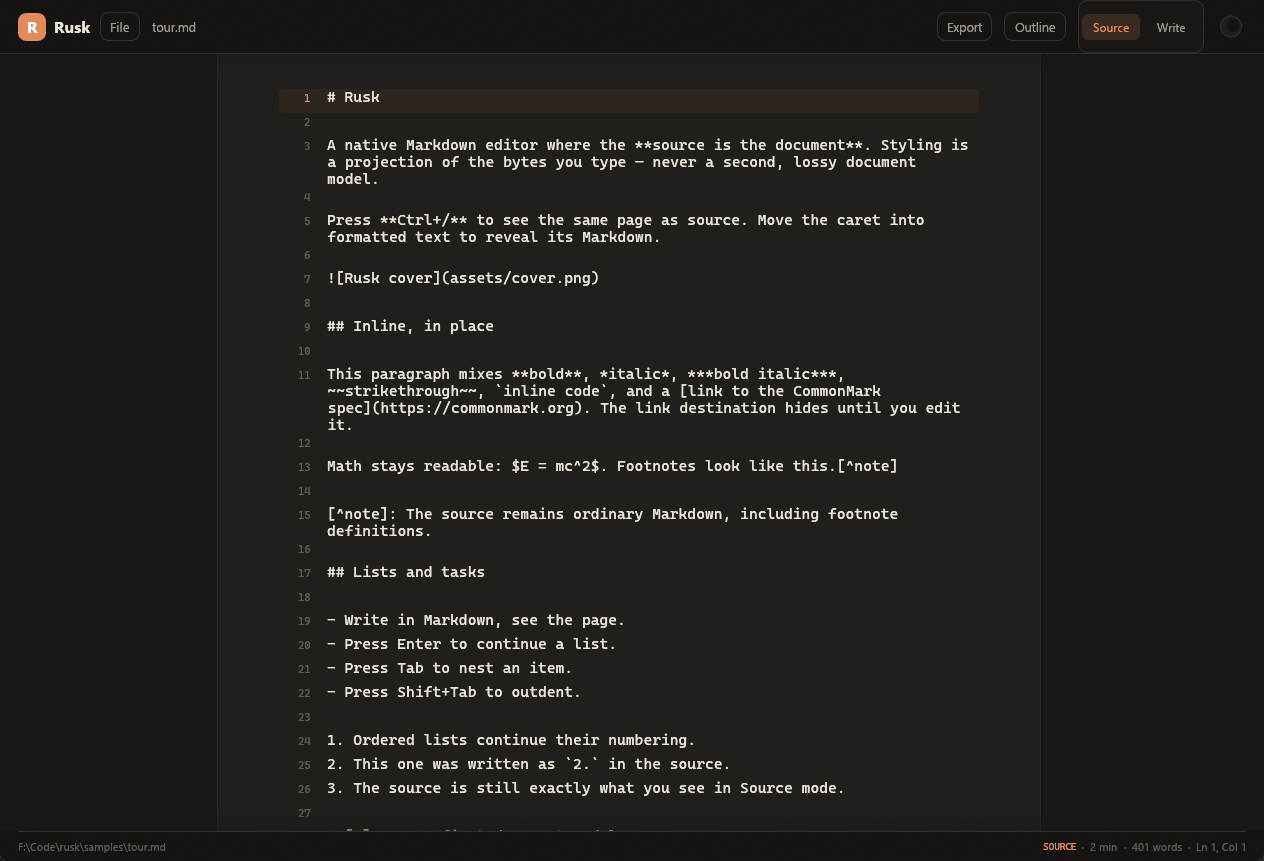 R Rusk File tour.md Export Outline Source Write
1 # Rusk
2
3 A native Markdown editor where the **source is the document**. Styling is
a projection of the bytes you type — never a second, lossy document
model.
4
5 Press **Ctrl+/** to see the same page as source. Move the caret into
formatted text to reveal its Markdown.
6
7 ![Rusk cover](assets/cover.png)
8
9 ## Inline, in place
10
11 This paragraph mixes **bold**, *italic*, ***bold italic***,
~~strikethrough~~, `inline code`, and a [link to the CommonMark
spec](https://commonmark.org). The link destination hides until you edit
it.
12
13 Math stays readable: $E = mc^2$. Footnotes look like this.[^note]
14
15 [^note]: The source remains ordinary Markdown, including footnote
definitions.
16
17 ## Lists and tasks
18
19 - Write in Markdown, see the page.
20 - Press Enter to continue a list.
21 - Press Tab to nest an item.
22 - Press Shift+Tab to outdent.
23
24 1. Ordered lists continue their numbering.
25 2. This one was written as `2.` in the source.
26 3. The source is still exactly what you see in Source mode.
27
F:\Code\rusk\samples\tour.md SOURCE · 2 min · 401 words · Ln 1, Col 1